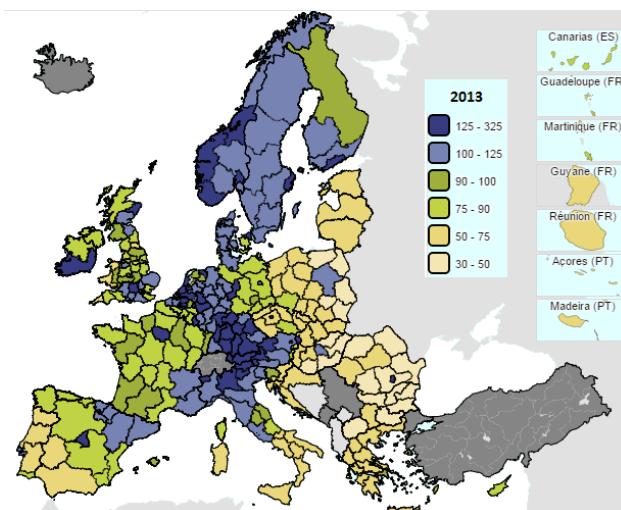 Canarias (ES)
Guadeloupe (FR
Martinique (FR)
Guyane (FR)
Réunion (FR)
Açores (PT)
Madeira (PT)
2013
125 - 325
100 - 125
90 - 100
75 - 90
50 - 75
30 - 50